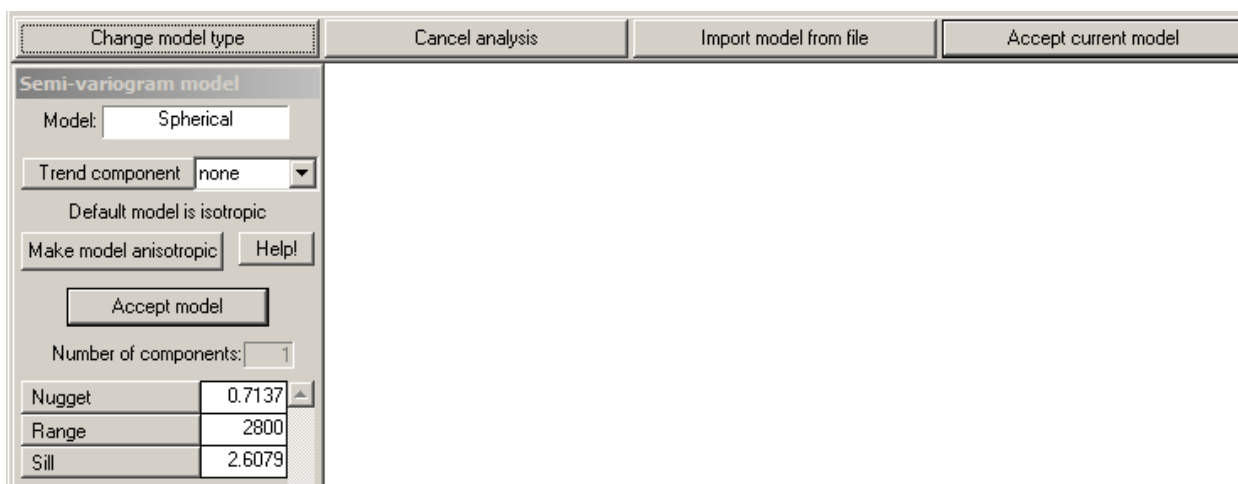 Change model type Cancel analysis Import model from file Accept current model
Semi-variogram model
Model: Spherical
Trend component none
Default model is isotropic
Make model anisotropic Help!
Accept model
Number of components: 1
Nugget 0.7137
Range 2800
Sill 2.6079